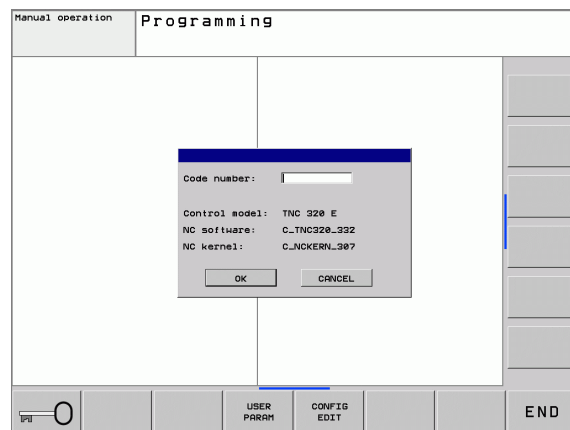 Manual operation
Programming
Code number:
Control model: TNC 320 E
NC software: C_TNC320_332
NC kernel: C_NCKERN_307
OK CANCEL
USER PARAM
CONFIG EDIT
END